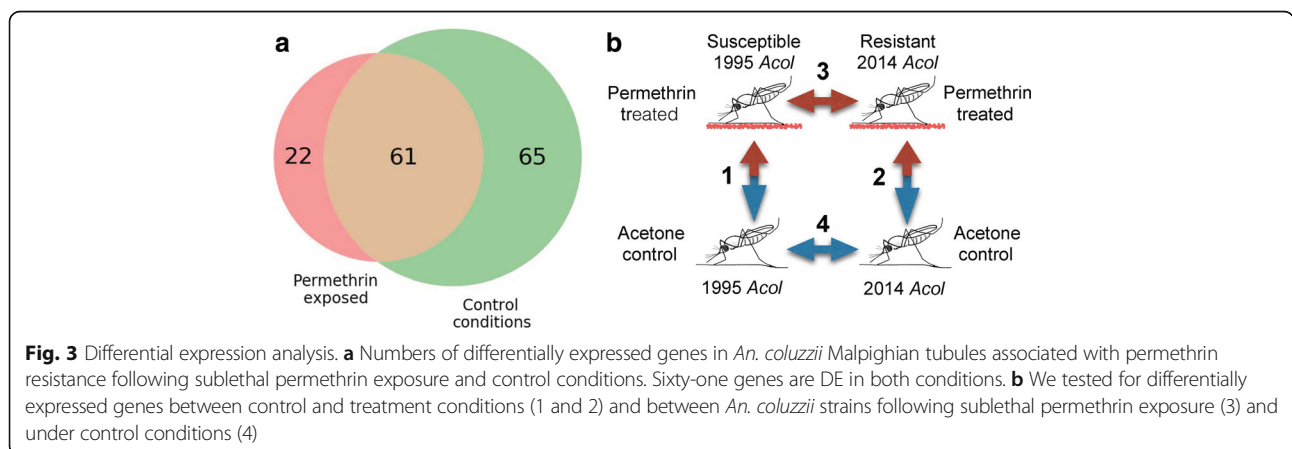 a
22
61
65
Permethrin
exposed
Control
conditions
b
Susceptible
1995 Acol
Resistant
2014 Acol
3
Permethrin
treated
Permethrin
treated
1
2
4
Acetone
control
Acetone
control
1995 Acol
2014 Acol
Fig. 3 Differential expression analysis. a Numbers of differentially expressed genes in An. coluzzii Malpighian tubules associated with permethrin
resistance following sublethal permethrin exposure and control conditions. Sixty-one genes are DE in both conditions. b We tested for differentially
expressed genes between control and treatment conditions (1 and 2) and between An. coluzzii strains following sublethal permethrin exposure (3) and
under control conditions (4)